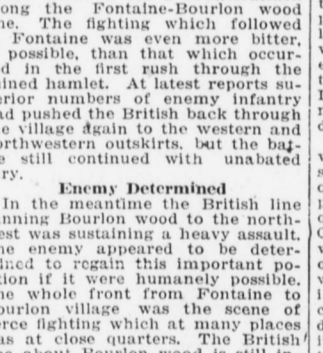 ong the Fontaine-Bourlon wood
ne. The fighting which followed
Fontaine was even more bitter,
possible, than that which occur-
d in the first rush through the
ined hamlet. At latest reports su-
erior numbers of enemy infantry
ad pushed the British back through
e village again to the western and
orthwestern outskirts, but the bat-
e still continued with unabated
ry.
Enemy Determined
In the meantime the British line
anning Bourlon wood to the north-
est was sustaining a heavy assault.
he enemy appeared to be deter-
ined to regain this important po-
tion if it were humanely possible.
he whole front from Fontaine to
ourlon village was the scene of
erce fighting which at many places
as at close quarters. The British